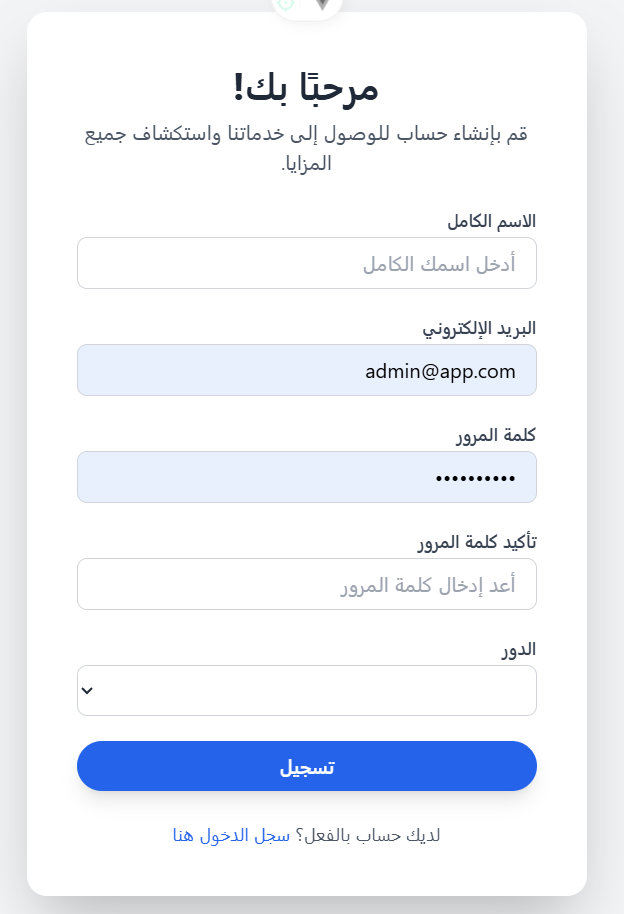 مرحبًا بك!
قم بإنشاء حساب للوصول إلى خدماتنا واستكشاف جميع
المزايا.
الاسم الكامل
أدخل اسمك الكامل
البريد الإلكتروني
admin@app.com
كلمة المرور
••••••••••
تأكيد كلمة المرور
أعد إدخال كلمة المرور
الدور
تسجيل
لديك حساب بالفعل؟ سجل الدخول هنا